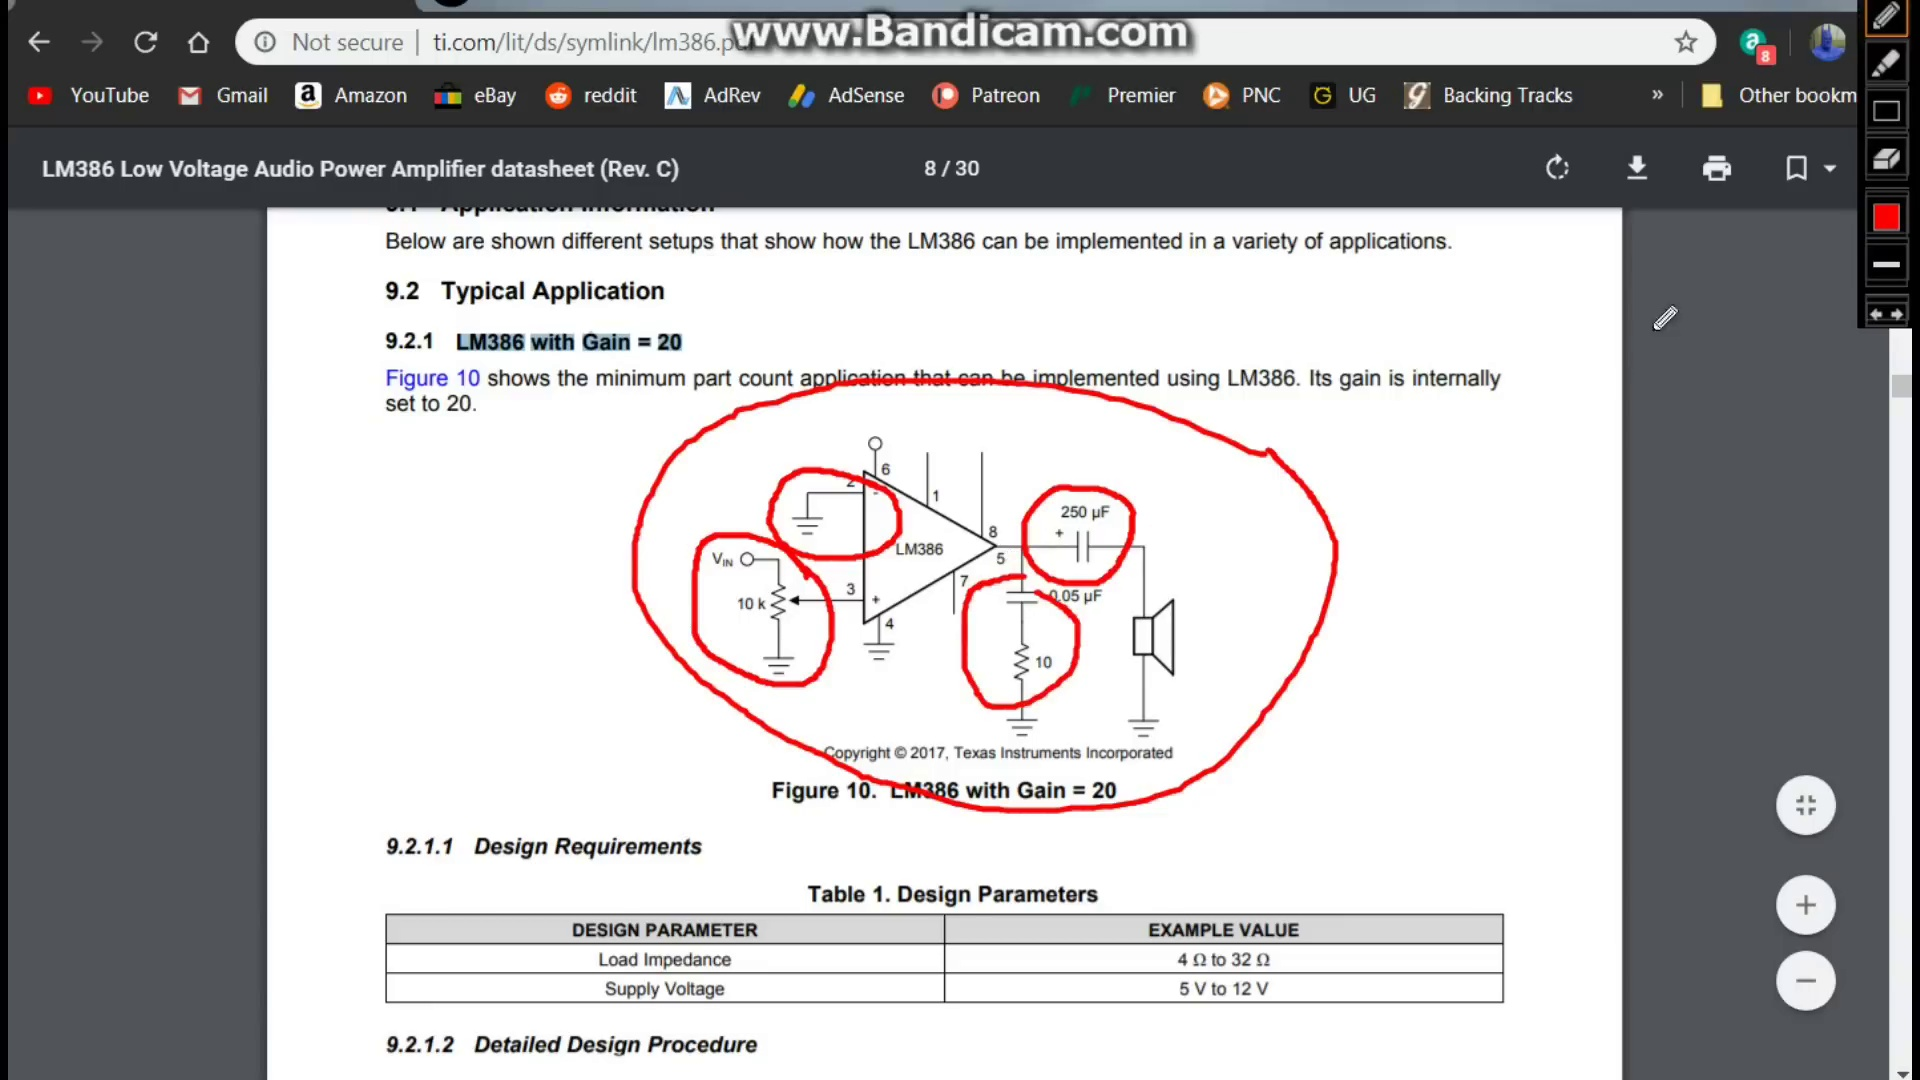 www.Bandicam.com
Not secure | ti.com/lit/ds/symlink/lm386.p
8
YouTube Gmail Amazon eBay reddit AdRev AdSense Patreon Premier PNC UG Backing Tracks » Other bookm
LM386 Low Voltage Audio Power Amplifier datasheet (Rev. C) 8 / 30
9.1 Application Information
Below are shown different setups that show how the LM386 can be implemented in a variety of applications.
9.2 Typical Application
9.2.1 LM386 with Gain = 20
Figure 10 shows the minimum part count application that can be implemented using LM386. Its gain is internally
set to 20.
6
2
-
1
250 µF
+
8
LM386
5
VIN
7
3
0.05 µF
10 k
+
4
10
Copyright © 2017, Texas Instruments Incorporated
Figure 10. LM386 with Gain = 20
9.2.1.1 Design Requirements
Table 1. Design Parameters
DESIGN PARAMETER EXAMPLE VALUE
Load Impedance 4 Ω to 32 Ω
Supply Voltage 5 V to 12 V
9.2.1.2 Detailed Design Procedure